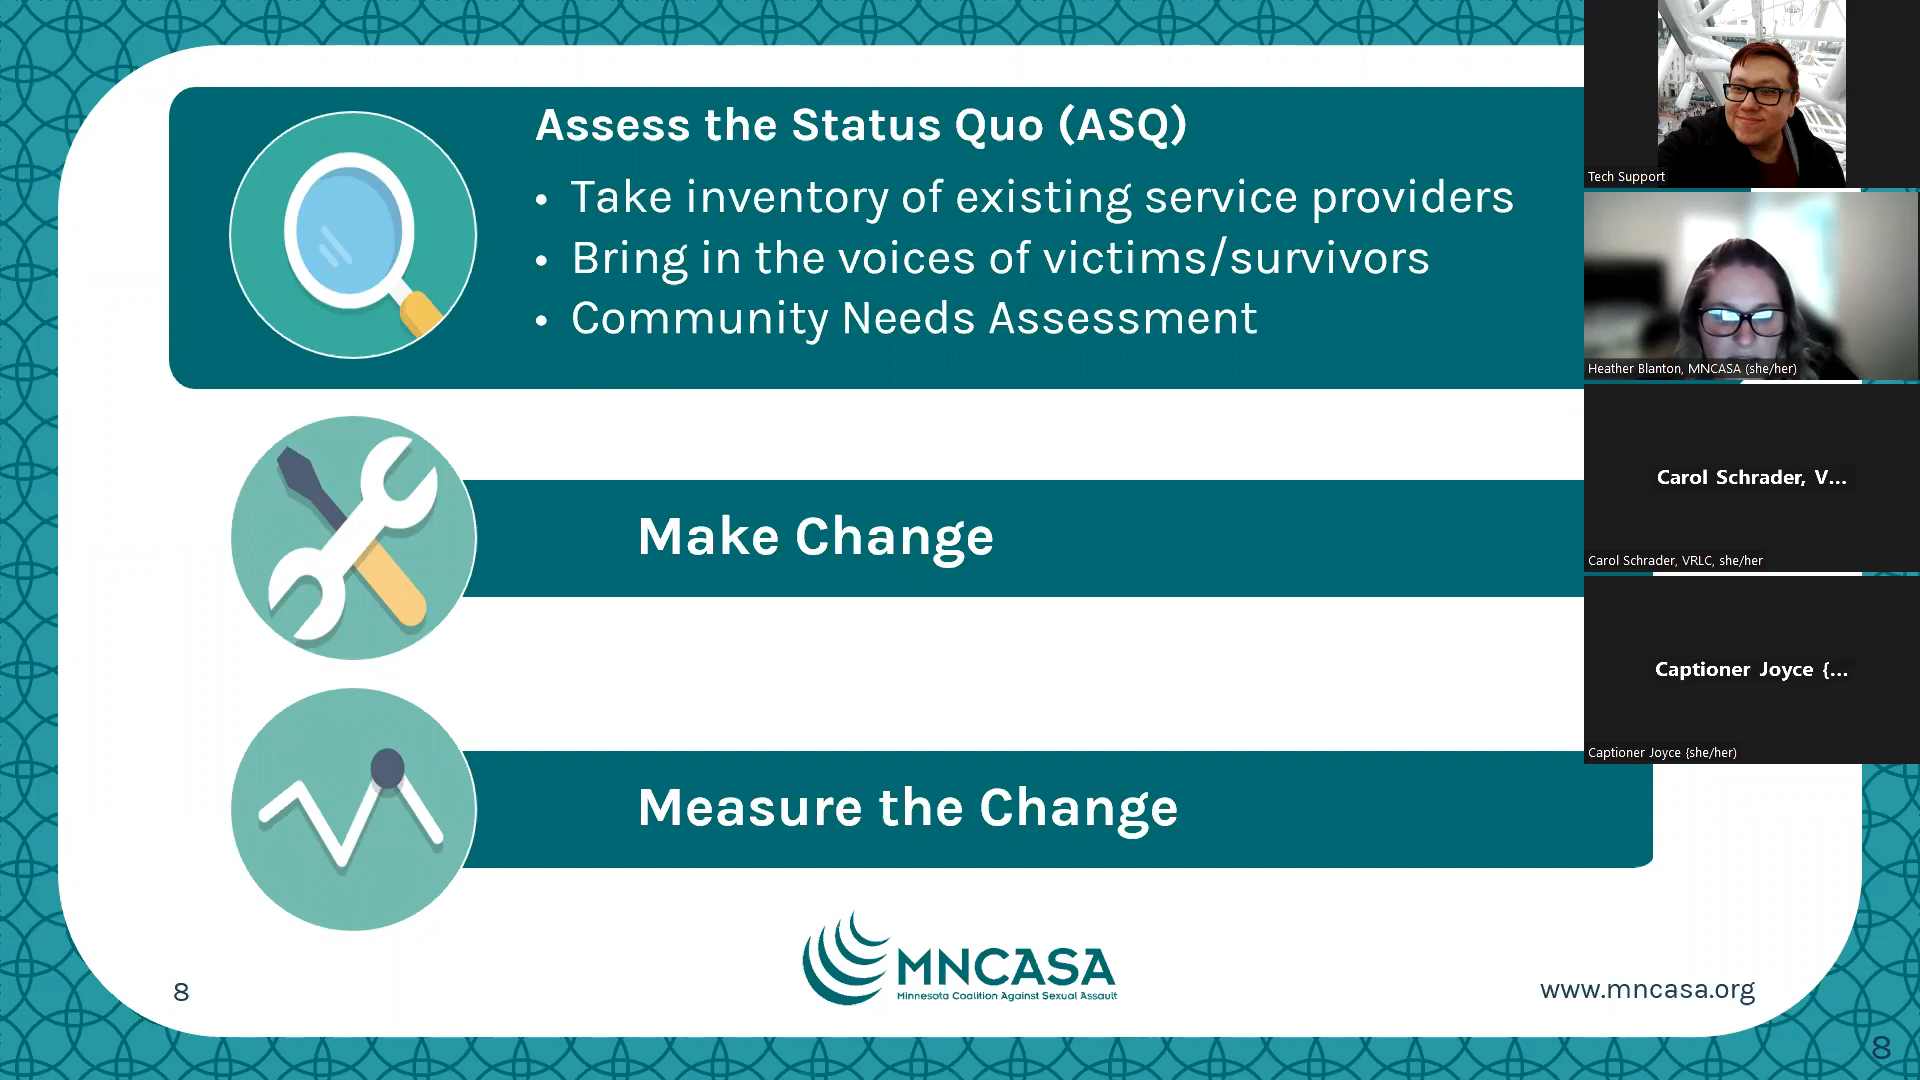 Assess the Status Quo (ASQ)
• Take inventory of existing service providers
• Bring in the voices of victims/survivors
• Community Needs Assessment
Make Change
Measure the Change
MNCASA
Minnesota Coalition Against Sexual Assault
8
www.mncasa.org
8
Tech Support
Heather Blanton, MNCASA (she/her)
Carol Schrader, V...
Carol Schrader, VRLC, she/her
Captioner Joyce {...
Captioner Joyce {she/her)